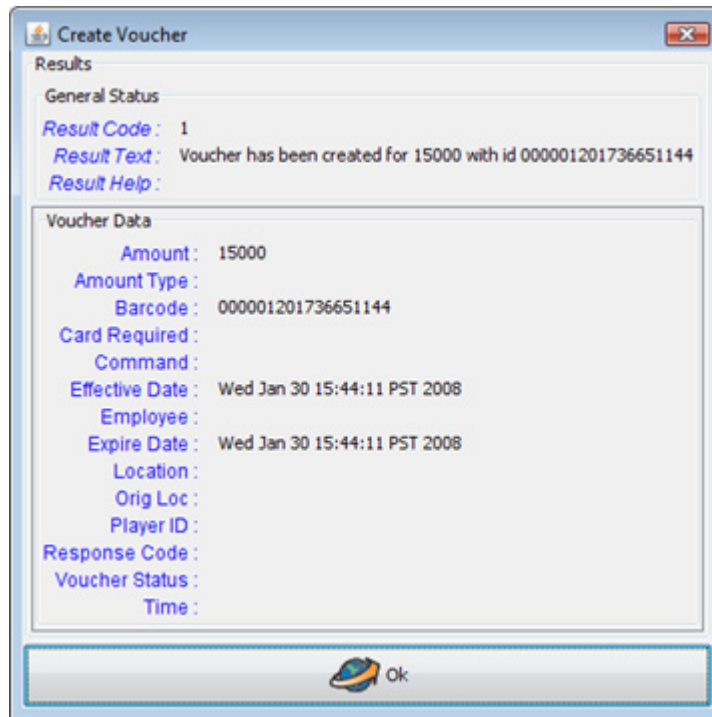 Create Voucher
Results
General Status
Result Code : 1
Result Text : Voucher has been created for 15000 with id 000001201736651144
Result Help :
Voucher Data
Amount : 15000
Amount Type :
Barcode : 000001201736651144
Card Required :
Command :
Effective Date : Wed Jan 30 15:44:11 PST 2008
Employee :
Expire Date : Wed Jan 30 15:44:11 PST 2008
Location :
Orig Loc :
Player ID :
Response Code :
Voucher Status :
Time :
Ok